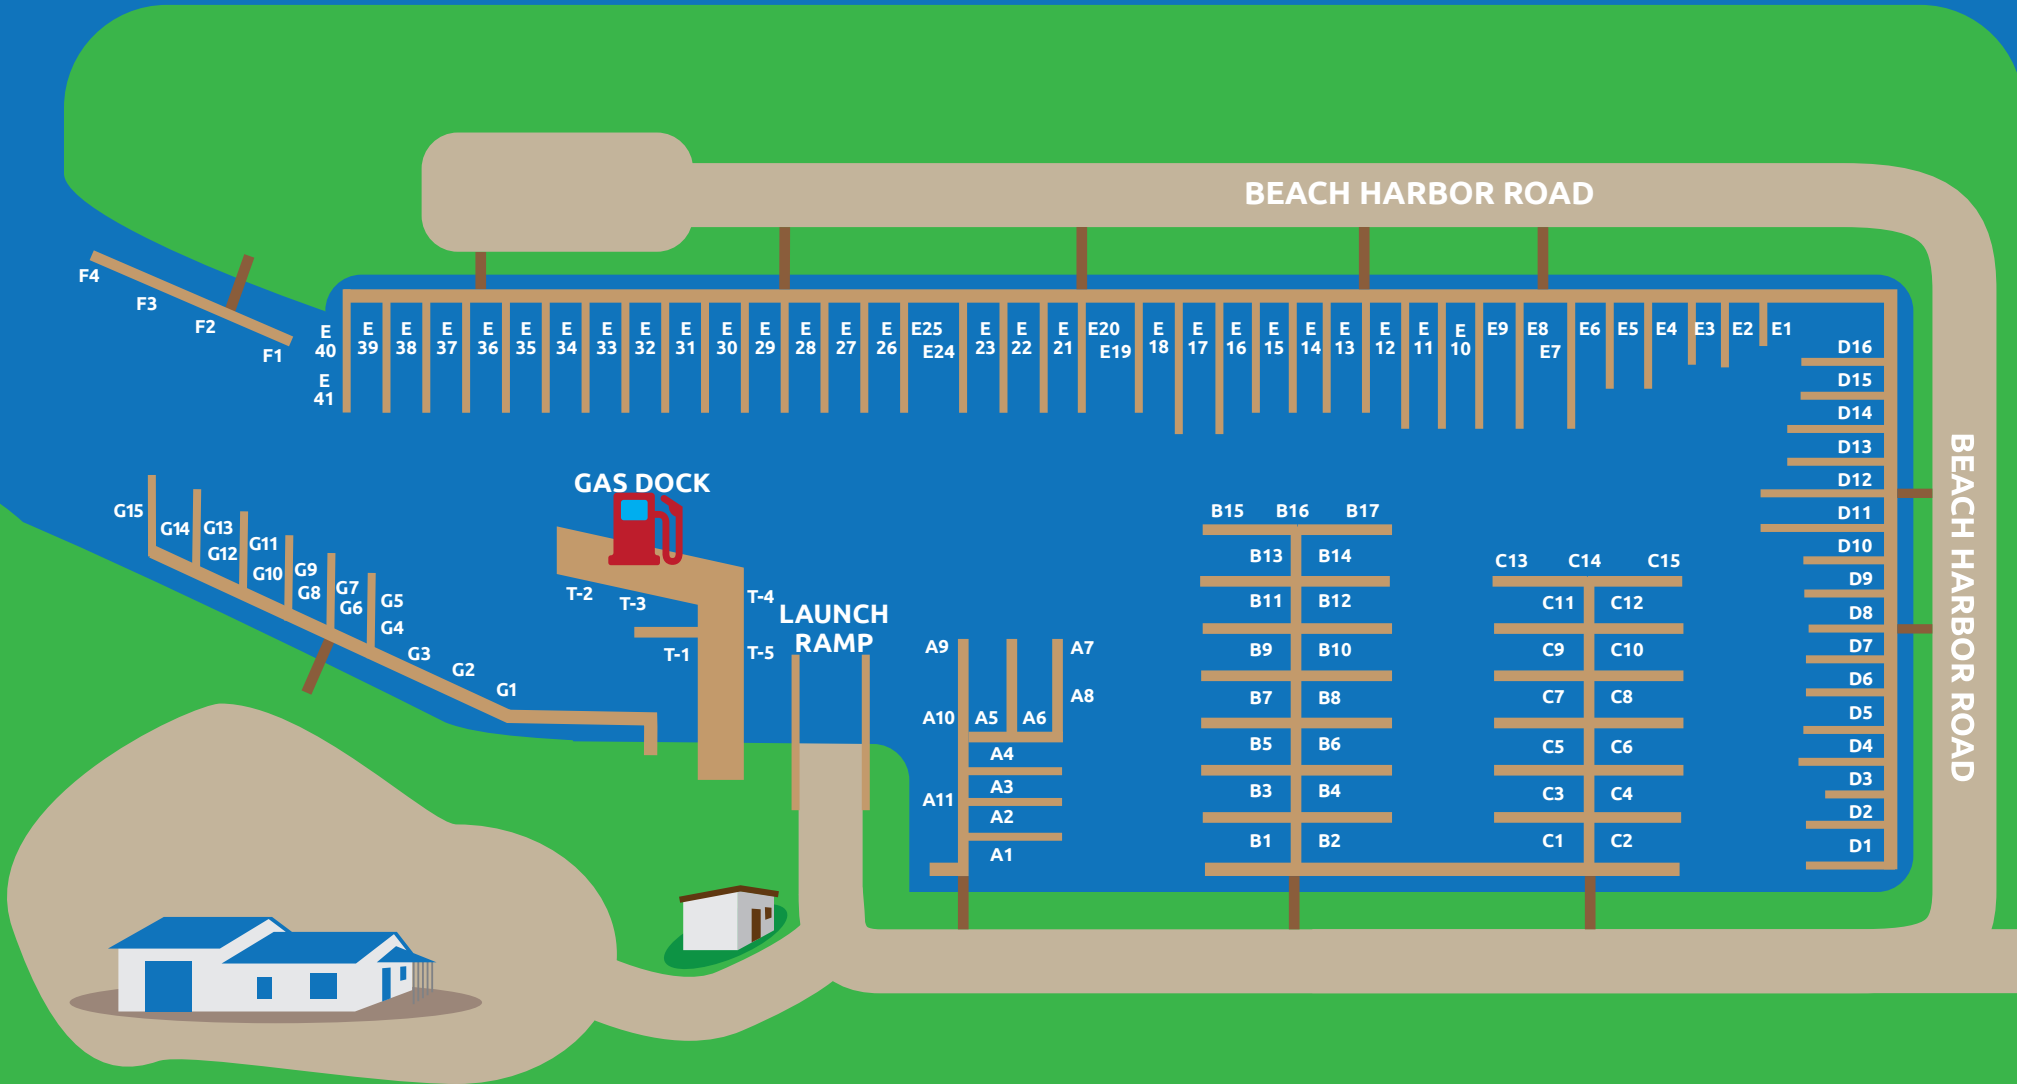 BEACH HARBOR ROAD
BEACH HARBOR ROAD
F4
F3
F2
F1
E
40
E
41
E
39
E
38
E
37
E
36
E
35
E
34
E
33
E
32
E
31
E
30
E
29
E
28
E
27
E
26
E25
E24
E
23
E
22
E
21
E20
E19
E
18
E
17
E
16
E
15
E
14
E
13
E
12
E
11
E
10
E9
E8
E7
E6
E5
E4
E3
E2
E1
D16
D15
D14
D13
D12
D11
D10
D9
D8
D7
D6
D5
D4
D3
D2
D1
G15
G14
G13
G12
G11
G10
G9
G8
G7
G6
G5
G4
G3
G2
G1
GAS DOCK
T-2
T-3
T-4
T-1
T-5
LAUNCH
RAMP
A9
A7
A8
A10
A5
A6
A4
A3
A11
A2
A1
B15
B16
B17
B13
B14
B11
B12
B9
B10
B7
B8
B5
B6
B3
B4
B1
B2
C13
C14
C15
C11
C12
C9
C10
C7
C8
C5
C6
C3
C4
C1
C2